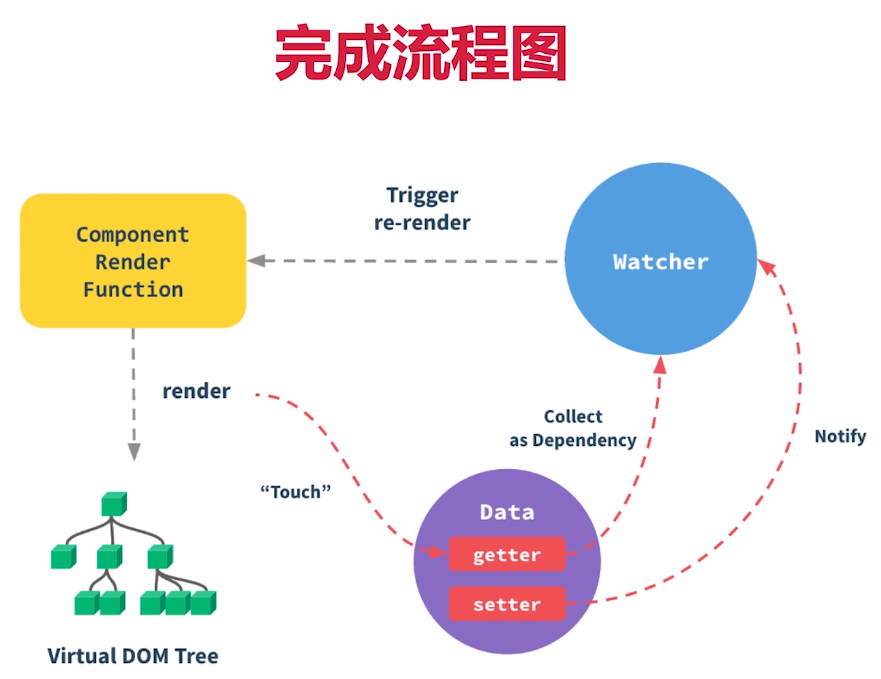 完成流程图
Trigger
re-render
Component
Render
Function
Watcher
render
Collect
as Dependency
Notify
“Touch”
Data
getter
setter
Virtual DOM Tree